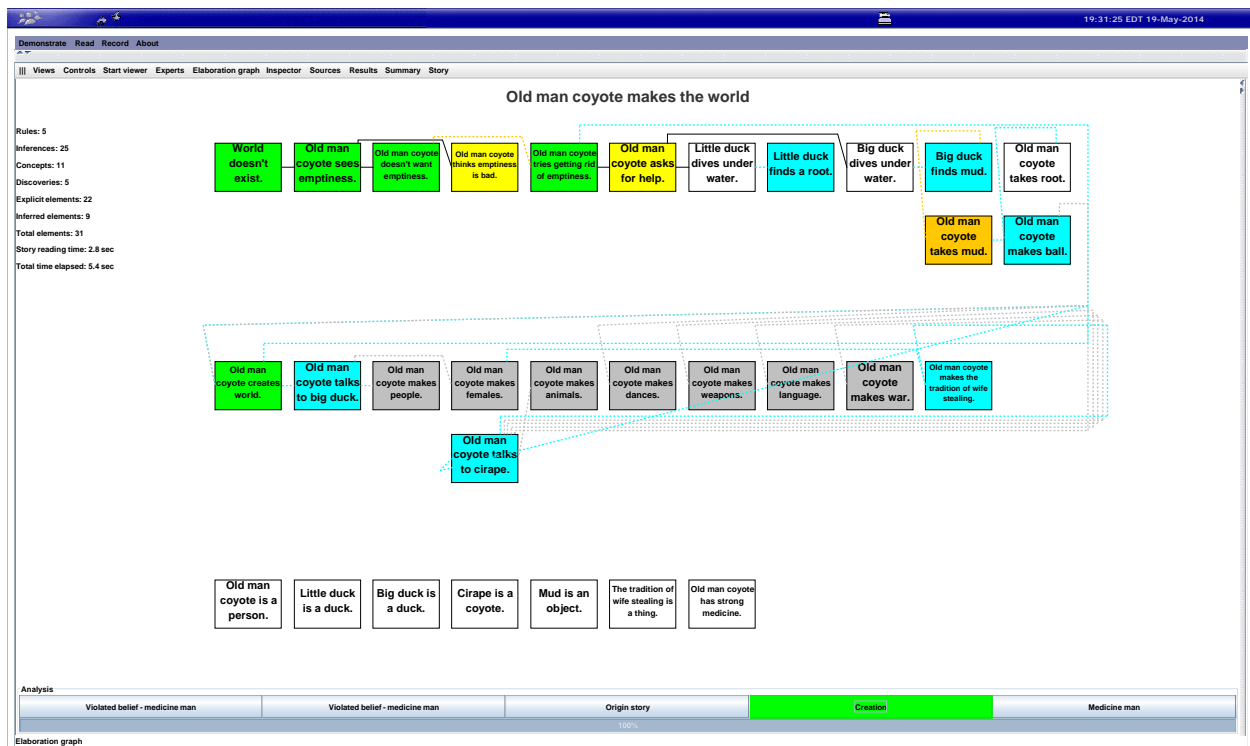 19:31:25 EDT 19-May-2014
Demonstrate Read Record About
||| Views Controls Start viewer Experts Elaboration graph Inspector Sources Results Summary Story
Old man coyote makes the world
Rules: 5
Inferences: 25
Concepts: 11
Discoveries: 5
Explicit elements: 22
Inferred elements: 9
Total elements: 31
Story reading time: 2.8 sec
Total time elapsed: 5.4 sec
World
doesn't
exist.
Old man
coyote sees
emptiness.
Old man coyote
doesn't want
emptiness.
Old man coyote
thinks emptiness
is bad.
Old man coyote
tries getting rid
of emptiness.
Old man
coyote asks
for help.
Little duck
dives under
water.
Little duck
finds a root.
Big duck
dives under
water.
Big duck
finds mud.
Old man
coyote
takes root.
Old man
coyote
takes mud.
Old man
coyote
makes ball.
Old man
coyote creates
world.
Old man
coyote talks
to big duck.
Old man
coyote makes
people.
Old man
coyote makes
females.
Old man
coyote makes
animals.
Old man
coyote makes
dances.
Old man
coyote makes
weapons.
Old man
coyote makes
language.
Old man
coyote
makes war.
Old man coyote
makes the
tradition of wife
stealing.
Old man
coyote talks
to cirape.
Old man
coyote is a
person.
Little duck
is a duck.
Big duck is
a duck.
Cirape is a
coyote.
Mud is an
object.
The tradition of
wife stealing is
a thing.
Old man coyote
has strong
medicine.
Analysis
Violated belief - medicine man
Violated belief - medicine man
Origin story
Creation
Medicine man
100%
Elaboration graph